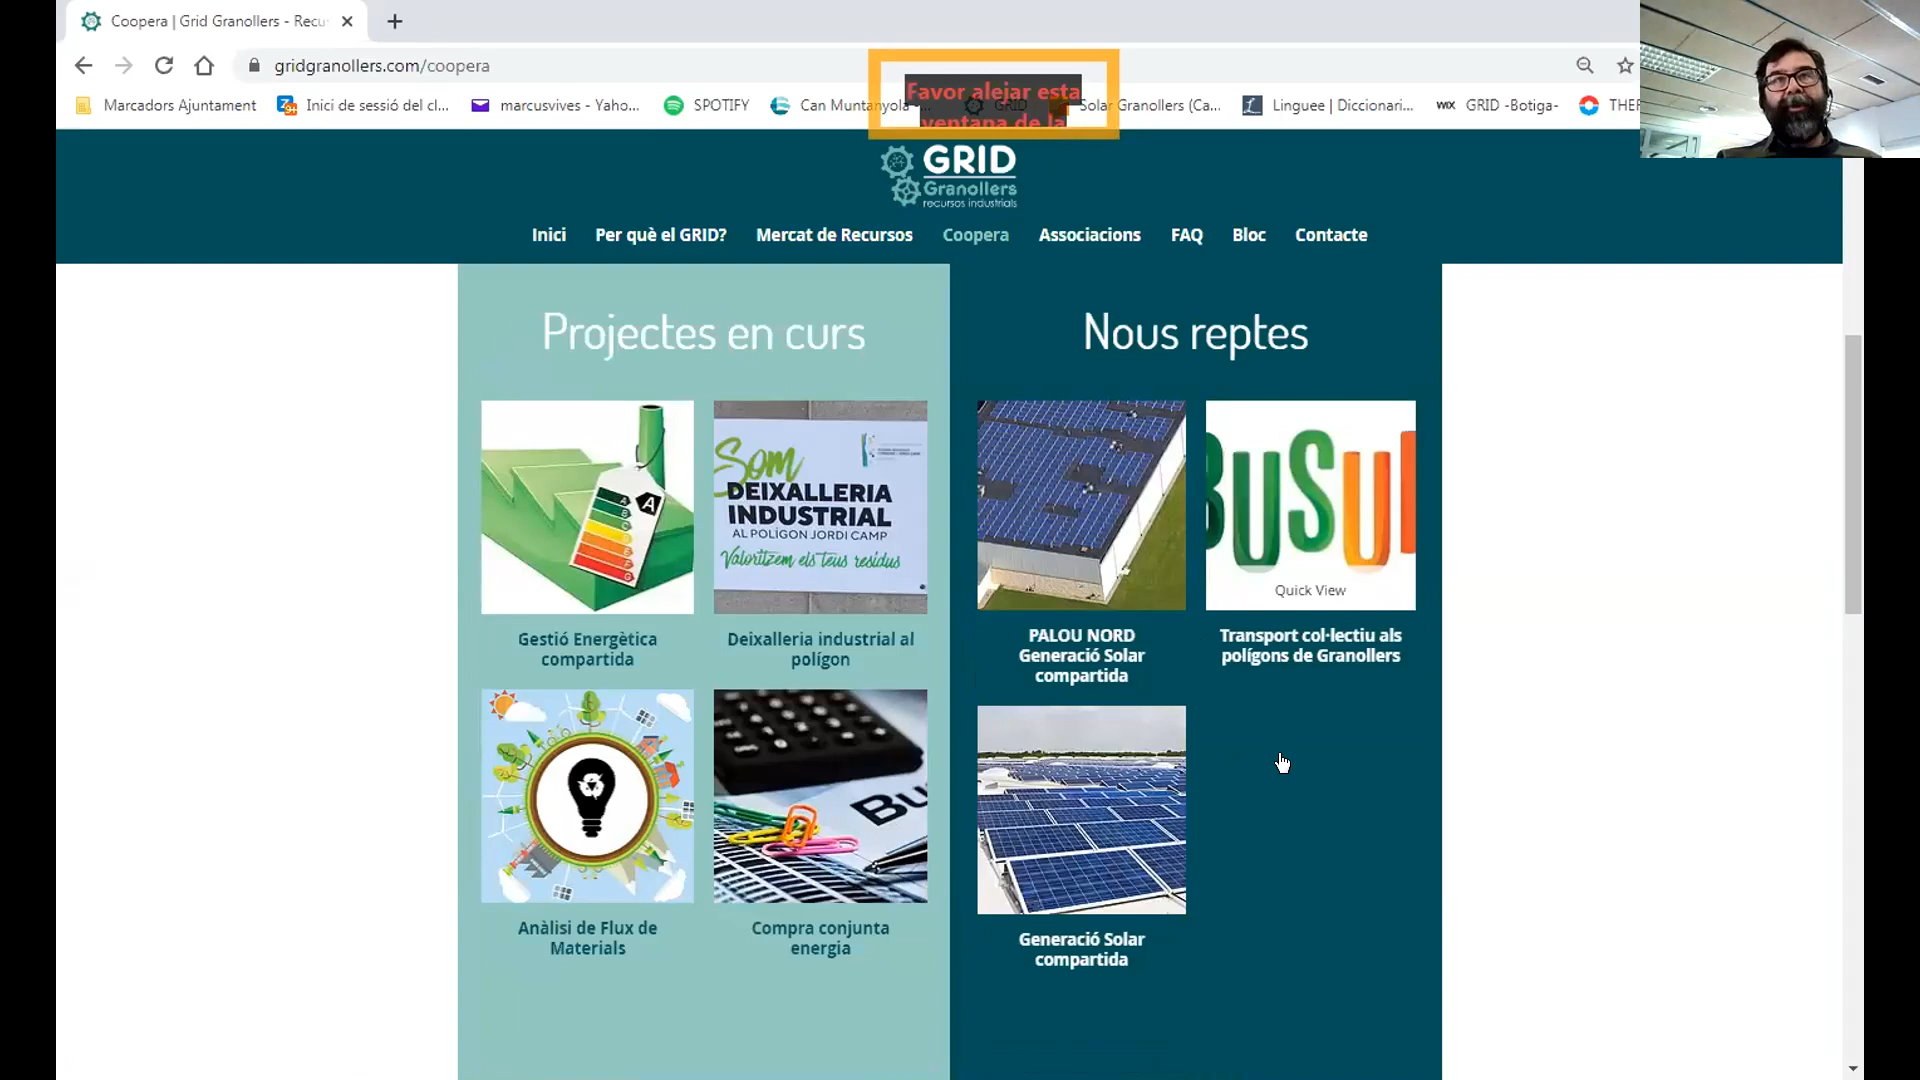 Coopera | Grid Granollers - Recu
gridgranollers.com/coopera
Favor alejar esta
ventana de la
Marcadors Ajuntament
Inici de sessió del cl...
marcusvives - Yaho...
SPOTIFY
Can Muntanyola -...
GRID
Solar Granollers (Ca...
Linguee | Diccionari...
WIX
GRID -Botiga-
THEF
GRID
Granollers
recursos industrials
Inici
Per què el GRID?
Mercat de Recursos
Coopera
Associacions
FAQ
Bloc
Contacte
Projectes en curs
Nous reptes
A
A
B
C
D
E
F
G
Som
DEIXALLERIA
INDUSTRIAL
AL POLÍGON JORDI CAMP
Valoritzem els teus residus
BUSUP
Quick View
Gestió Energètica
compartida
Deixalleria industrial al
polígon
PALOU NORD
Generació Solar
compartida
Transport col·lectiu als
polígons de Granollers
Bu
Anàlisi de Flux de
Materials
Compra conjunta
energia
Generació Solar
compartida